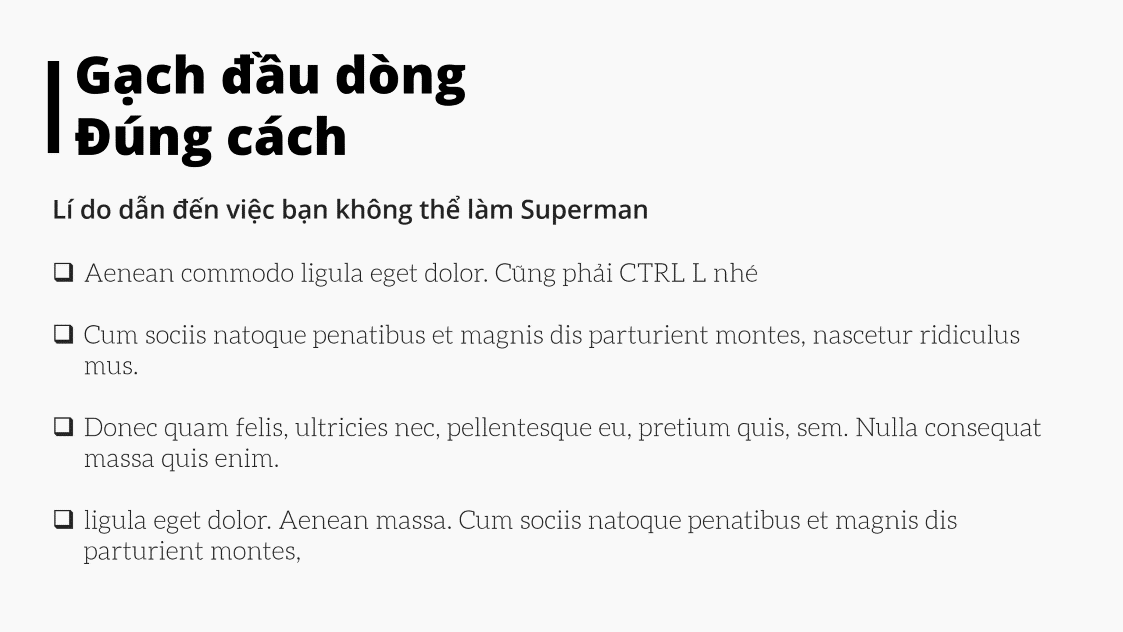 Gạch đầu dòng
Đúng cách
Lí do dẫn đến việc bạn không thể làm Superman
❑ Aenean commodo ligula eget dolor. Cũng phải CTRL L nhé
❑ Cum sociis natoque penatibus et magnis dis parturient montes, nascetur ridiculus
mus.
❑ Donec quam felis, ultricies nec, pellentesque eu, pretium quis, sem. Nulla consequat
massa quis enim.
❑ ligula eget dolor. Aenean massa. Cum sociis natoque penatibus et magnis dis
parturient montes,